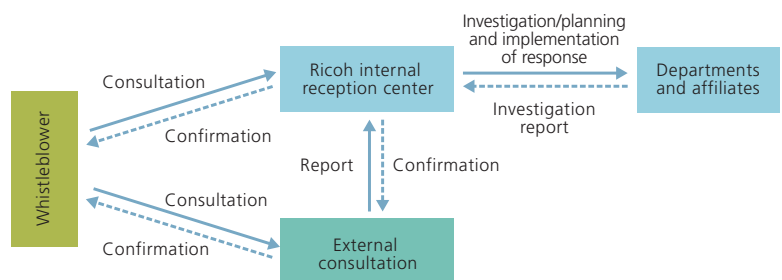 Investigation/planning
and implementation
of response
Consultation
Ricoh internal
reception center
Departments
and affiliates
Confirmation
Investigation
report
Whistleblower
Report
Confirmation
Consultation
Confirmation
External
consultation